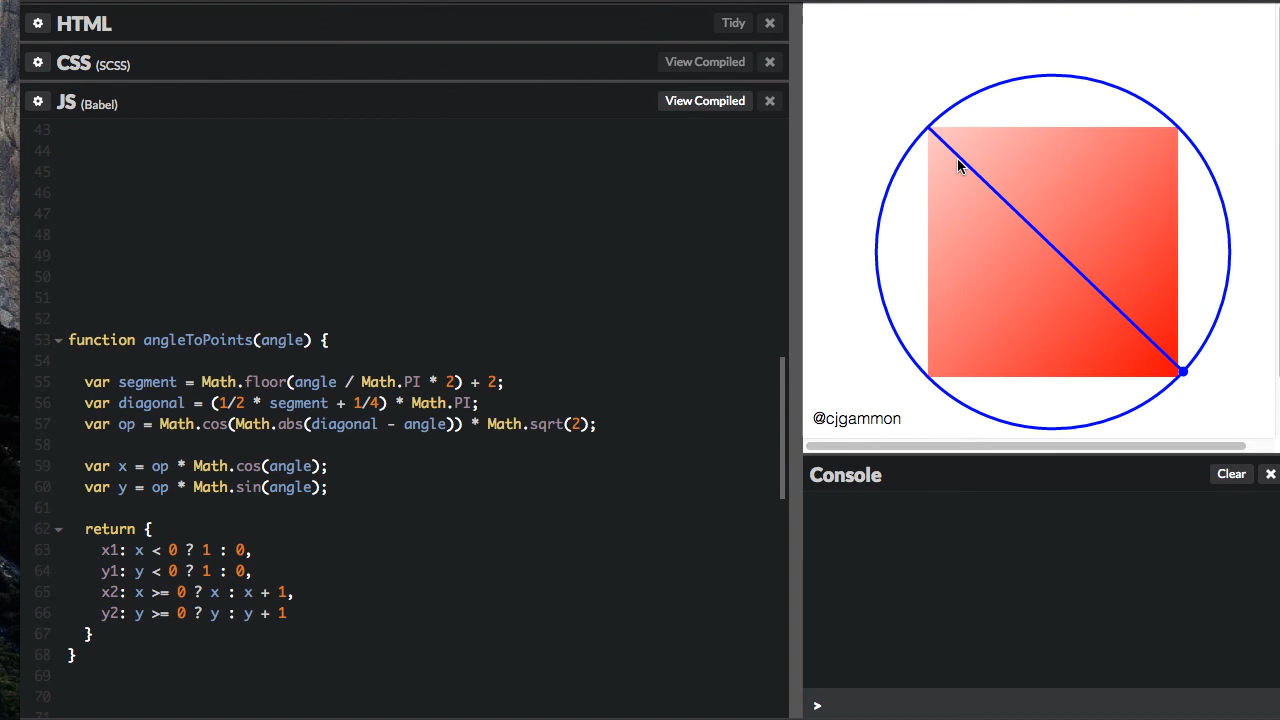 HTML
Tidy
CSS (SCSS)
View Compiled
JS (Babel)
View Compiled
43
44
45
46
47
48
49
50
51
52
53 function angleToPoints(angle) {
54
55 var segment = Math.floor(angle / Math.PI * 2) + 2;
56 var diagonal = (1/2 * segment + 1/4) * Math.PI;
57 var op = Math.cos(Math.abs(diagonal - angle)) * Math.sqrt(2);
58
59 var x = op * Math.cos(angle);
60 var y = op * Math.sin(angle);
61
62 return {
63 x1: x < 0 ? 1 : 0,
64 y1: y < 0 ? 1 : 0,
65 x2: x >= 0 ? x : x + 1,
66 y2: y >= 0 ? y : y + 1
67 }
68 }
69
70
@cjgammon
Console
Clear
>